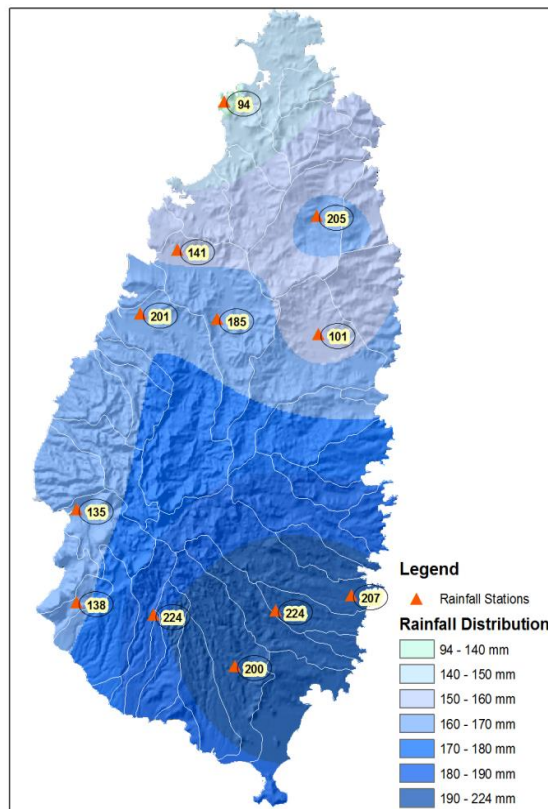 94
205
141
201
185
101
135
138
224
224
207
200
Legend
Rainfall Stations
Rainfall Distribution
94 - 140 mm
140 - 150 mm
150 - 160 mm
160 - 170 mm
170 - 180 mm
180 - 190 mm
190 - 224 mm